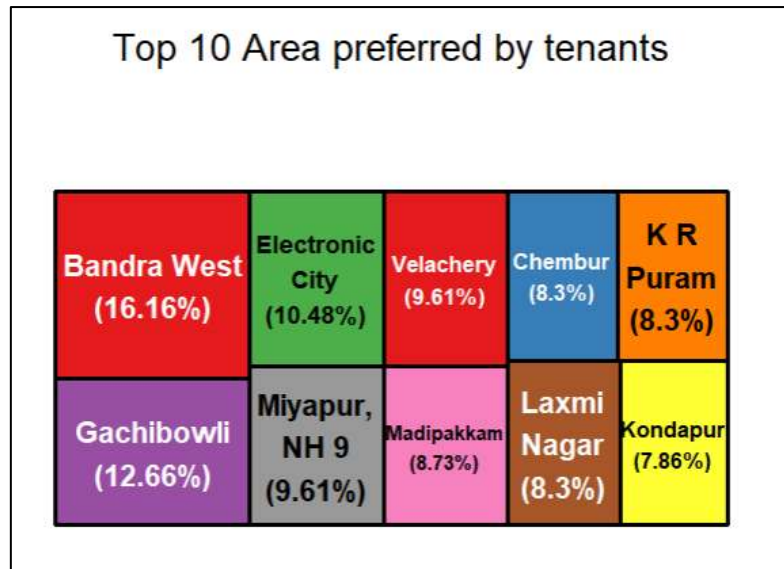 Top 10 Area preferred by tenants
Bandra West
(16.16%)
Electronic
City
(10.48%)
Velachery
(9.61%)
Chembur
(8.3%)
K R
Puram
(8.3%)
Gachibowli
(12.66%)
Miyapur,
NH 9
(9.61%)
Madipakkam
(8.73%)
Laxmi
Nagar
(8.3%)
Kondapur
(7.86%)